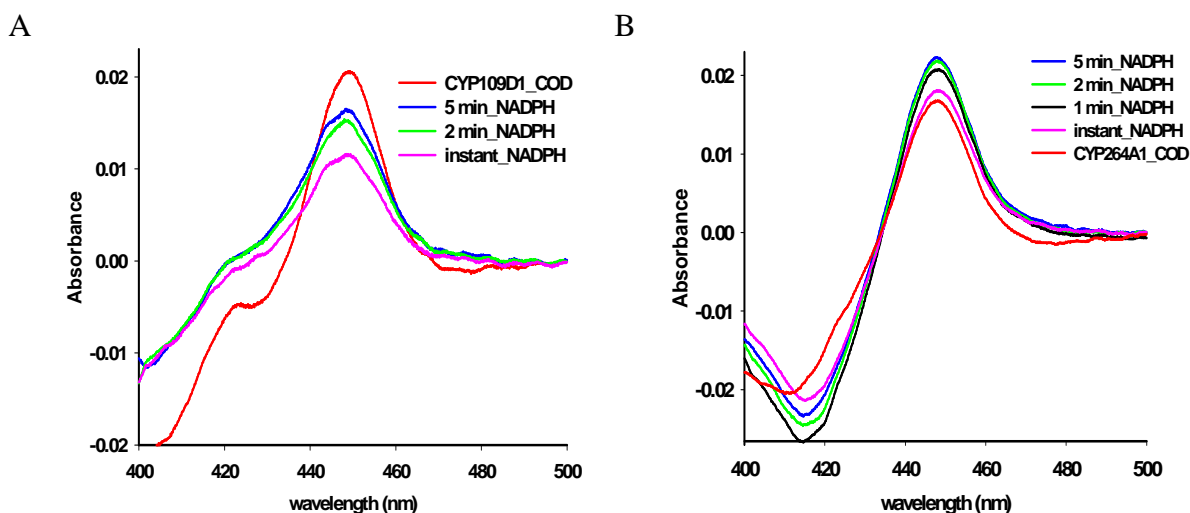 A
B
0.02
0.01
0.00
-0.01
-0.02
Absorbance
CYP109D1_COD
5 min_NADPH
2 min_NADPH
instant_NADPH
400 420 440 460 480 500
wavelength (nm)
0.02
0.01
0.00
-0.01
-0.02
Absorbance
5 min_NADPH
2 min_NADPH
1 min_NADPH
instant_NADPH
CYP264A1_COD
400 420 440 460 480 500
wavelength (nm)